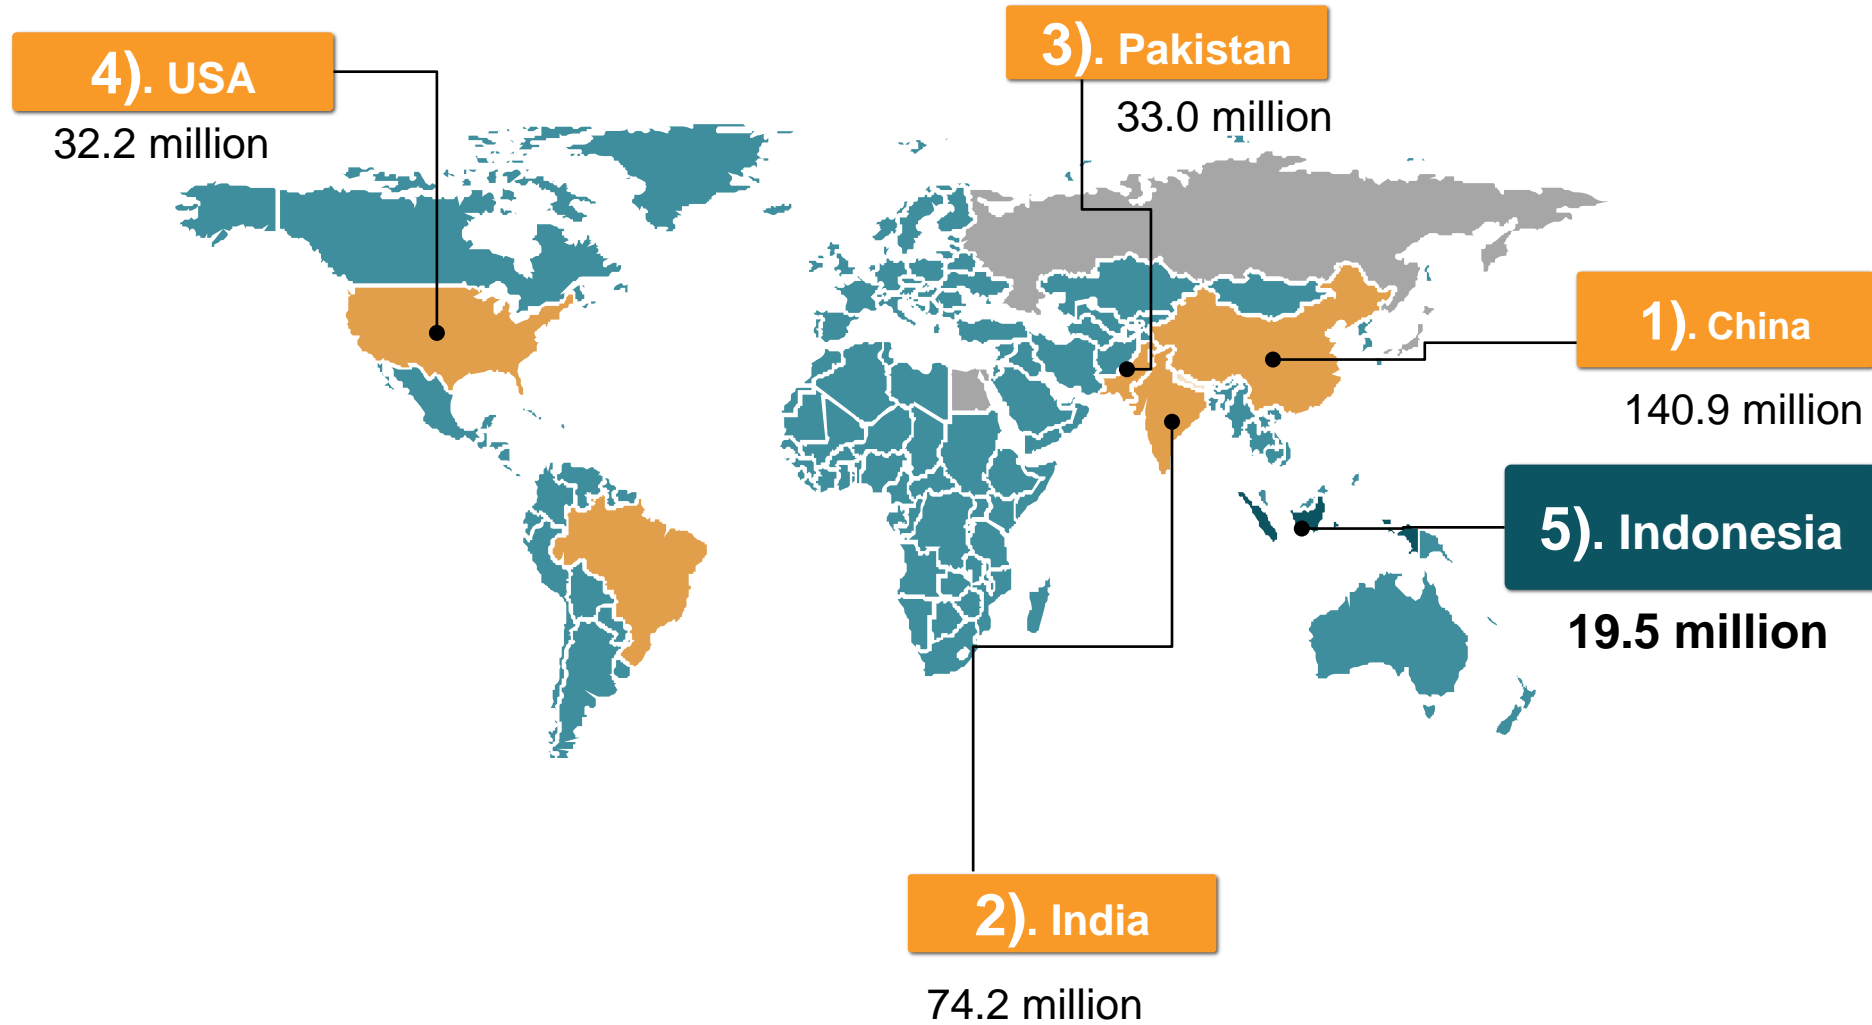 4). USA
32.2 million
3). Pakistan
33.0 million
1). China
140.9 million
5). Indonesia
19.5 million
2). India
74.2 million